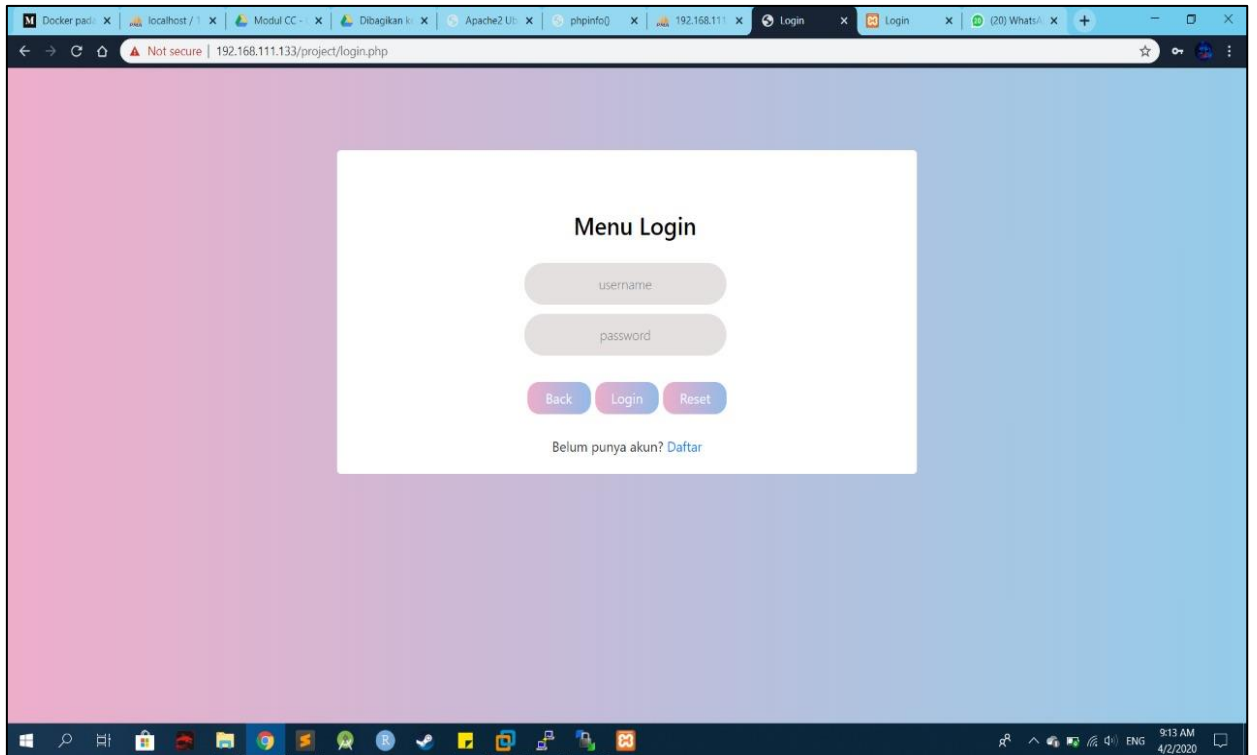 Docker pada
localhost / 1
Modul CC -
Dibagikan k
Apache2 Ub
phpinfo()
192.168.111
Login
Login
(20) WhatsA
Not secure | 192.168.111.133/project/login.php
Menu Login
username
password
Back Login Reset
Belum punya akun? Daftar
ENG
9:13 AM
4/2/2020